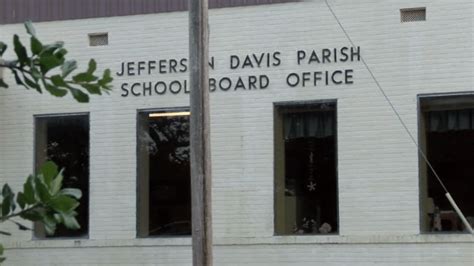 JEFFERSON DAVIS PARISH
SCHOOL BOARD OFFICE